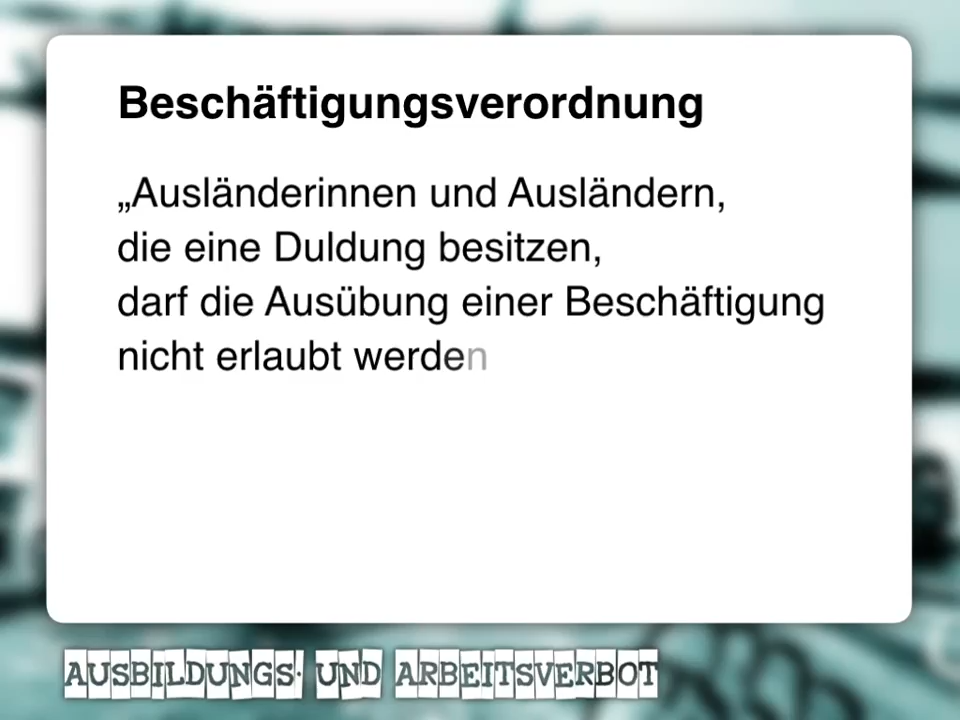 Beschäftigungsverordnung
„Ausländerinnen und Ausländern,
die eine Duldung besitzen,
darf die Ausübung einer Beschäftigung
nicht erlaubt werden
AUSBILDUNGS- UND ARBEITSVERBOT